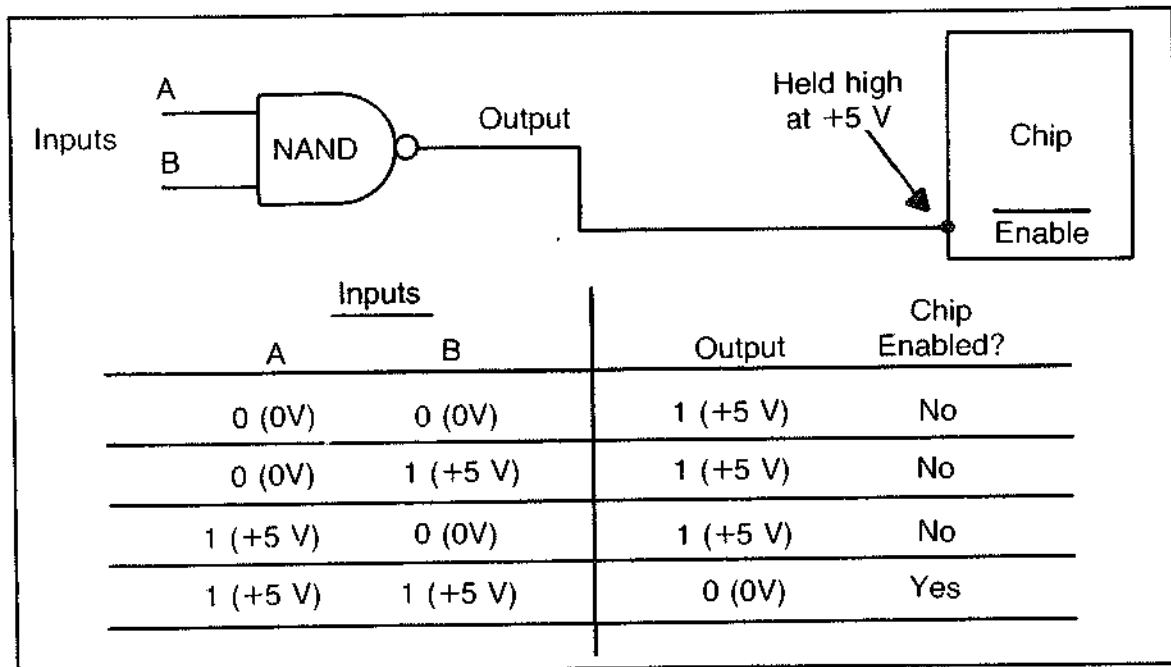 A
Inputs
B
NAND
Output
Held high
at +5 V
Chip
Enable
Inputs
A B Output Chip Enabled?
0 (0V) 0 (0V) 1 (+5 V) No
0 (0V) 1 (+5 V) 1 (+5 V) No
1 (+5 V) 0 (0V) 1 (+5 V) No
1 (+5 V) 1 (+5 V) 0 (0V) Yes